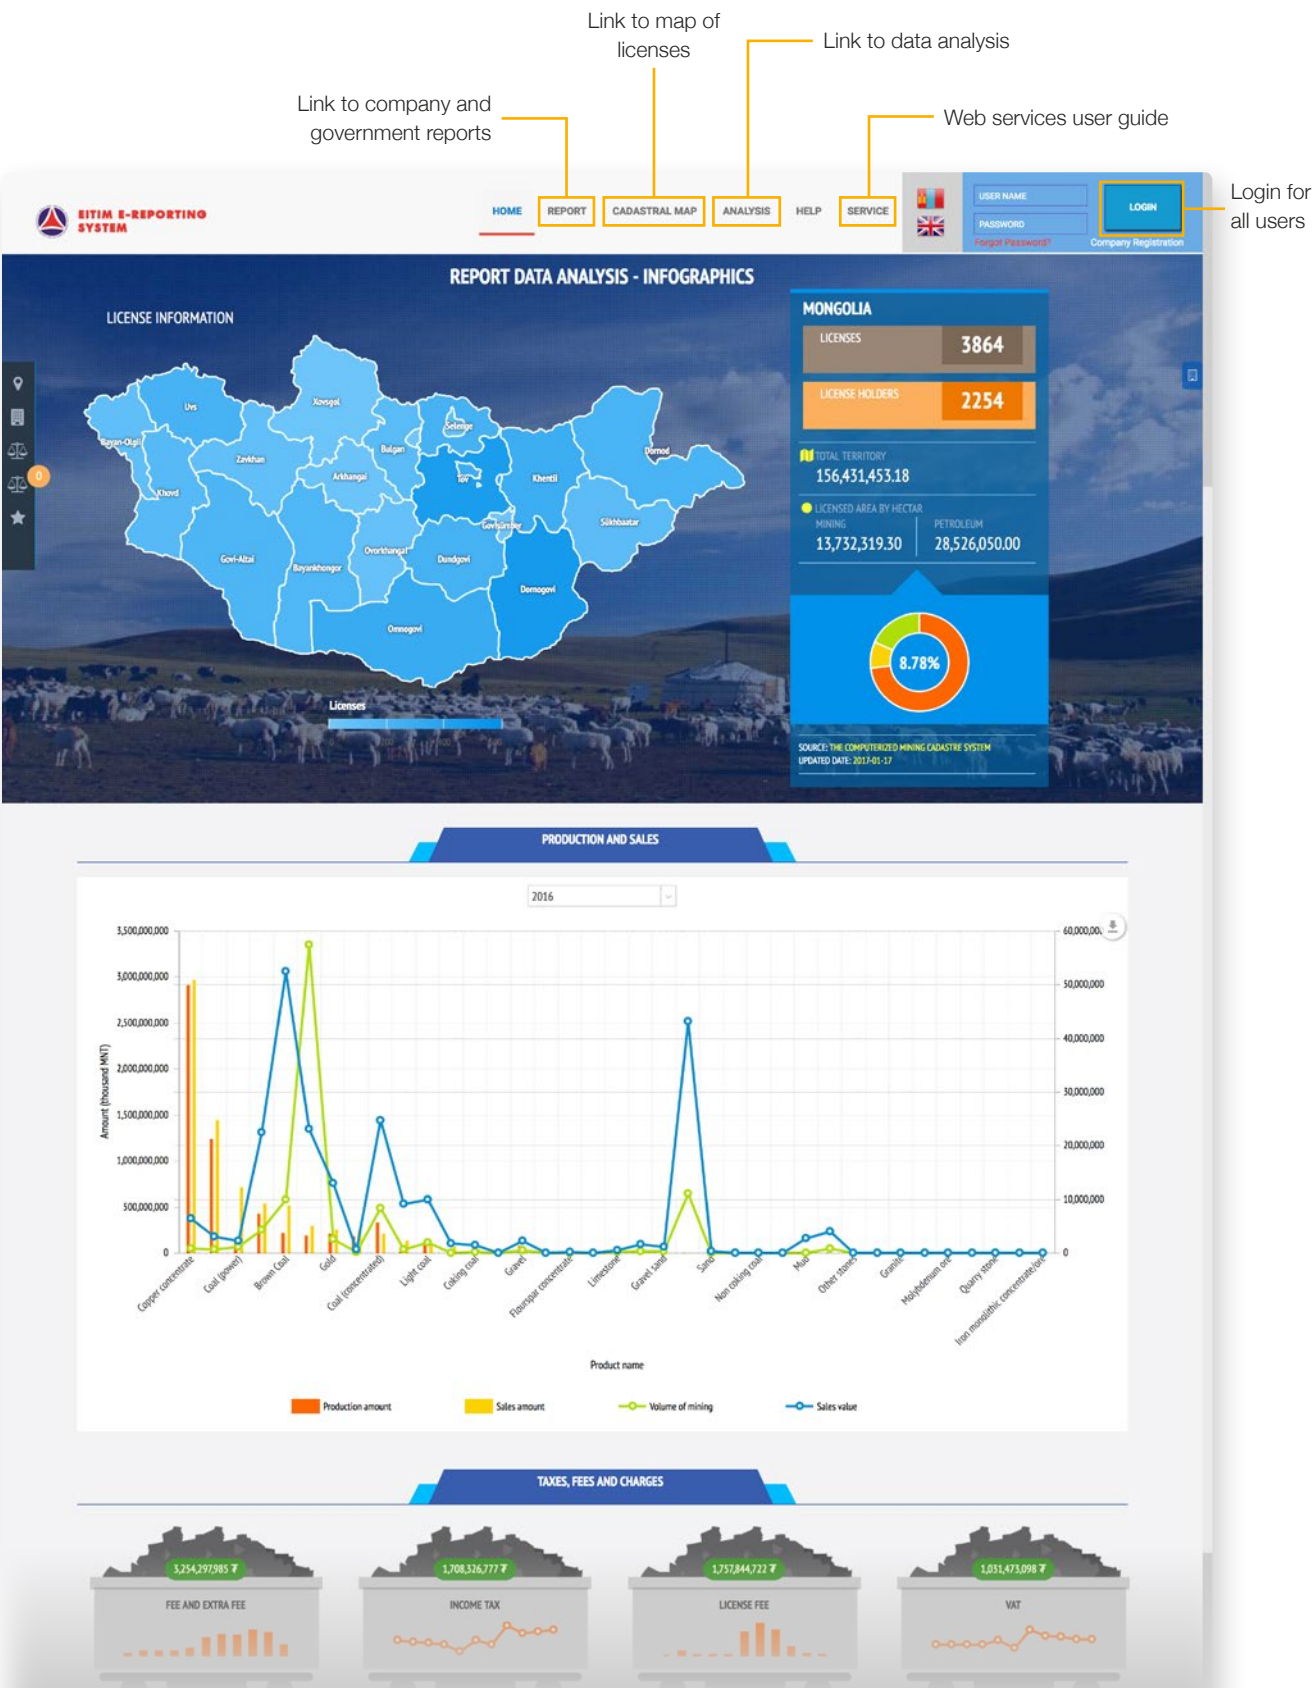 Link to map of
licenses
Link to data analysis
Link to company and
government reports
Web services user guide
Login for
all users
EITIM E-REPORTING
SYSTEM
HOME
REPORT
CADASTRAL MAP
ANALYSIS
HELP
SERVICE
USER NAME
PASSWORD
Forgot Password?
LOGIN
Company Registration
REPORT DATA ANALYSIS - INFOGRAPHICS
LICENSE INFORMATION
Uvs
Xovsgol
Bayan-Olgii
Zavkhan
Bulgan
Selenge
Arkhangai
Tov
Khentii
Dornod
Khovd
Govisumber
Sükhbaatar
Govi-Altai
Bayankhongor
Ovorkhangai
Dundgovi
Dornogovi
Omnogovi
Licenses
0
MONGOLIA
LICENSES
3864
LICENSE HOLDERS
2254
TOTAL TERRITORY
156,431,453.18
LICENSED AREA BY HECTAR
MINING
13,732,319.30
PETROLEUM
28,526,050.00
8.78%
SOURCE: THE COMPUTERIZED MINING CADASTRE SYSTEM
UPDATED DATE: 2017-01-17
PRODUCTION AND SALES
2016
3,500,000,000
3,000,000,000
2,500,000,000
2,000,000,000
1,500,000,000
1,000,000,000
500,000,000
0
Amount (thousand MNT)
60,000,00
50,000,000
40,000,000
30,000,000
20,000,000
10,000,000
0
Copper concentrate
Coal (power)
Brown Coal
Gold
Coal (concentrated)
Light coal
Coking coal
Gravel
Flourspar concentrate
Limestone
Gravel sand
Sand
Non coking coal
Mud
Other stones
Granite
Molybdenum ore
Quarry stone
Iron monolithic concentrate/ore
Product name
Production amount
Sales amount
Volume of mining
Sales value
TAXES, FEES AND CHARGES
3,254,297,985 ₮
FEE AND EXTRA FEE
1,708,326,777 ₮
INCOME TAX
1,757,844,722 ₮
LICENSE FEE
1,031,473,098 ₮
VAT